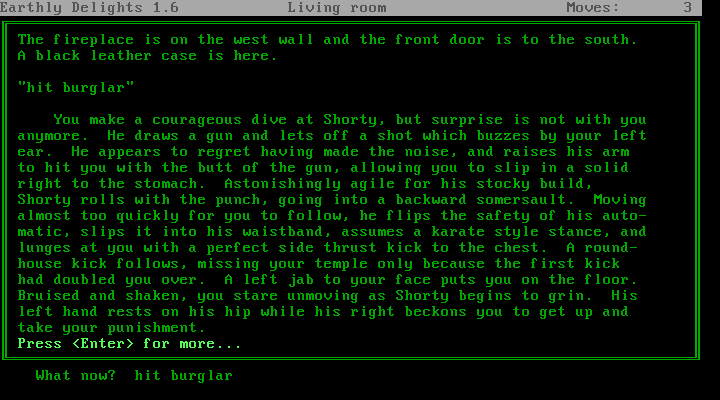 Earthly Delights 1.6 Living room Moves: 3
The fireplace is on the west wall and the front door is to the south.
A black leather case is here.
"hit burglar"
You make a courageous dive at Shorty, but surprise is not with you
anymore. He draws a gun and lets off a shot which buzzes by your left
ear. He appears to regret having made the noise, and raises his arm
to hit you with the butt of the gun, allowing you to slip in a solid
right to the stomach. Astonishingly agile for his stocky build,
Shorty rolls with the punch, going into a backward somersault. Moving
almost too quickly for you to follow, he flips the safety of his auto-
matic, slips it into his waistband, assumes a karate style stance, and
lunges at you with a perfect side thrust kick to the chest. A round-
house kick follows, missing your temple only because the first kick
had doubled you over. A left jab to your face puts you on the floor.
Bruised and shaken, you stare unmoving as Shorty begins to grin. His
left hand rests on his hip while his right beckons you to get up and
take your punishment.
Press <Enter> for more...
What now? hit burglar